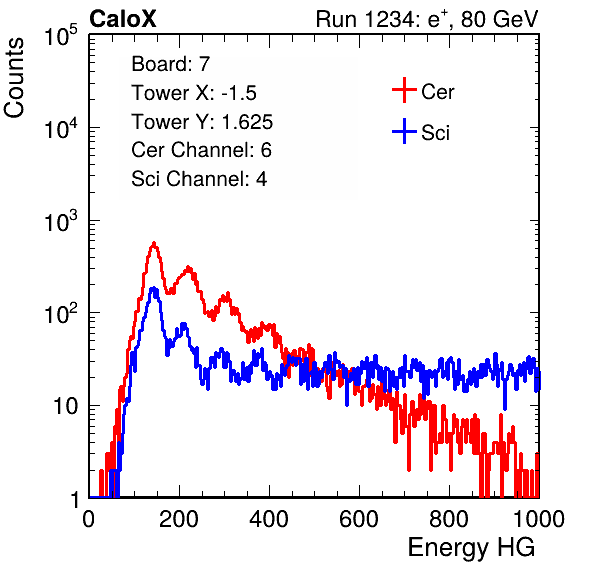 CaloX Run 1234: e⁺, 80 GeV
Counts
10⁵
10⁴
10³
10²
10
1
Board: 7
Tower X: -1.5
Tower Y: 1.625
Cer Channel: 6
Sci Channel: 4
Cer
Sci
0 200 400 600 800 1000
Energy HG